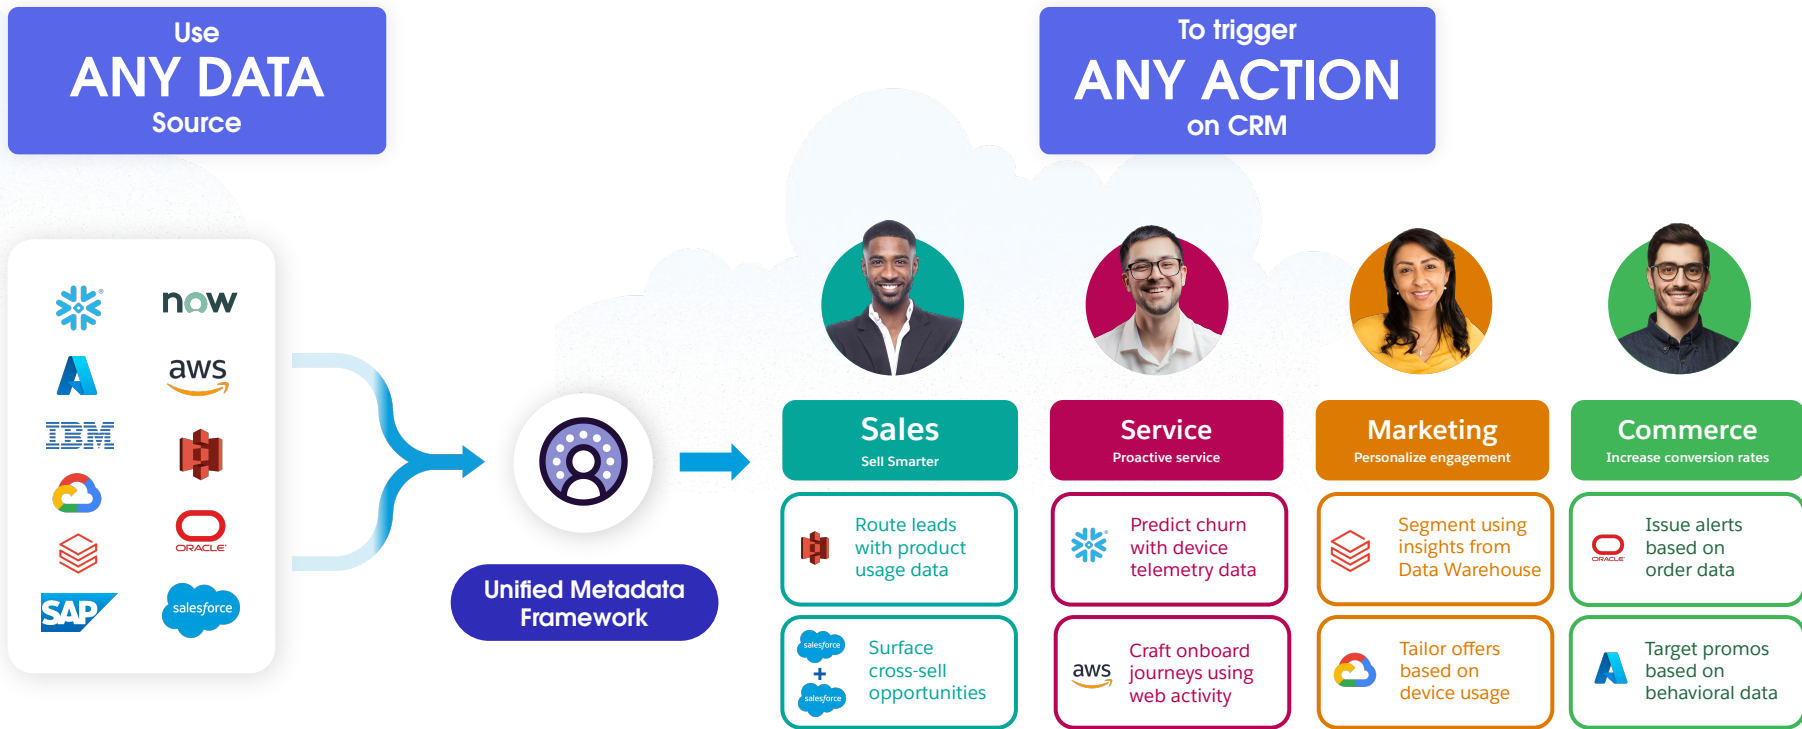 Use
ANY DATA
Source
To trigger
ANY ACTION
on CRM
now
aws
IBM
ORACLE
SAP
salesforce
Unified Metadata
Framework
Sales
Sell Smarter
Route leads
with product
usage data
salesforce
+
salesforce
Surface
cross-sell
opportunities
Service
Proactive service
Predict churn
with device
telemetry data
aws
Craft onboard
journeys using
web activity
Marketing
Personalize engagement
Segment using
insights from
Data Warehouse
Tailor offers
based on
device usage
Commerce
Increase conversion rates
ORACLE
Issue alerts
based on
order data
Target promos
based on
behavioral data